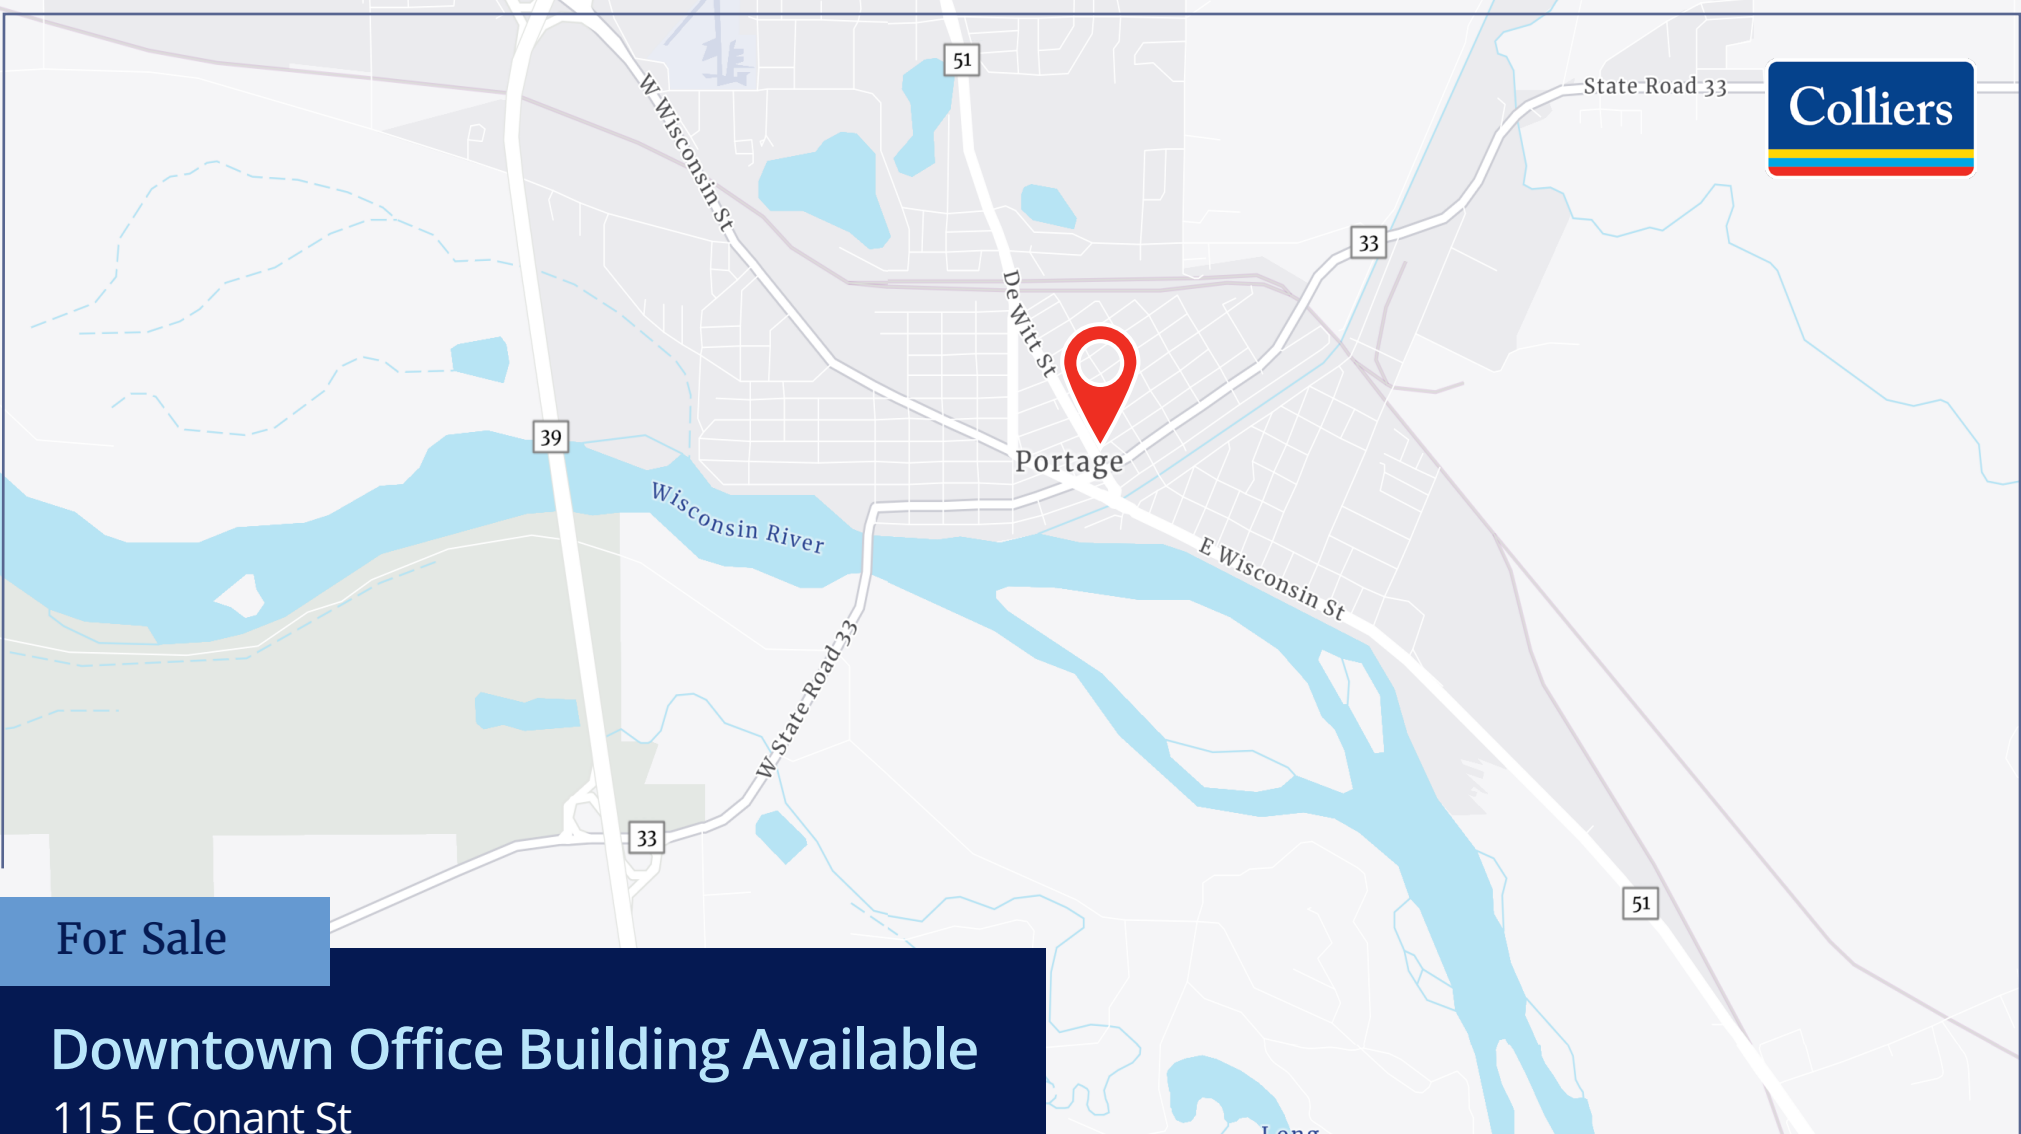 51
State Road 33
Colliers
W Wisconsin St
33
De Witt St
39
Portage
Wisconsin River
E Wisconsin St
W State Road 33
33
51
For Sale
Downtown Office Building Available
115 E Conant St
Long